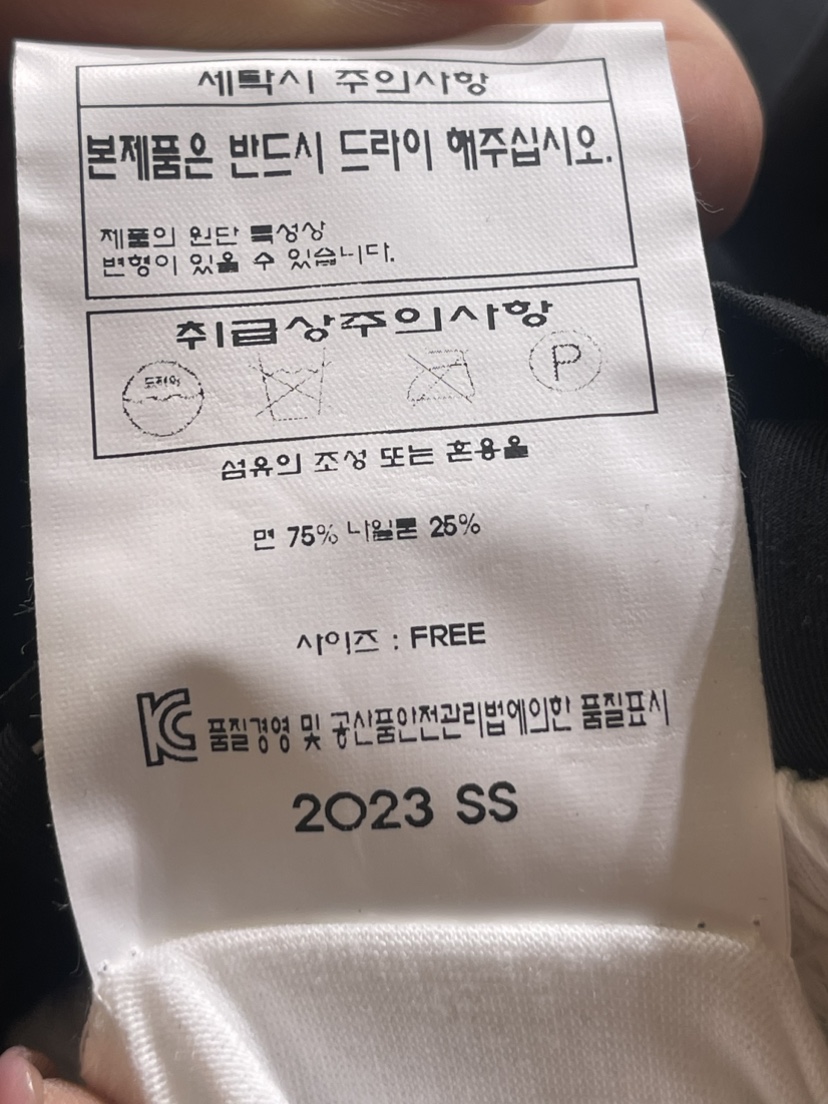 세탁시 주의사항
본제품은 반드시 드라이 해주십시오.
제품의 원단 특성상
변형이 있을 수 있습니다.
취급상주의사항
P
섬유의 조성 또는 혼용율
면 75% 나일론 25%
사이즈 : FREE
KC 품질경영 및 공산품안전관리법에의한 품질표시
2023 SS